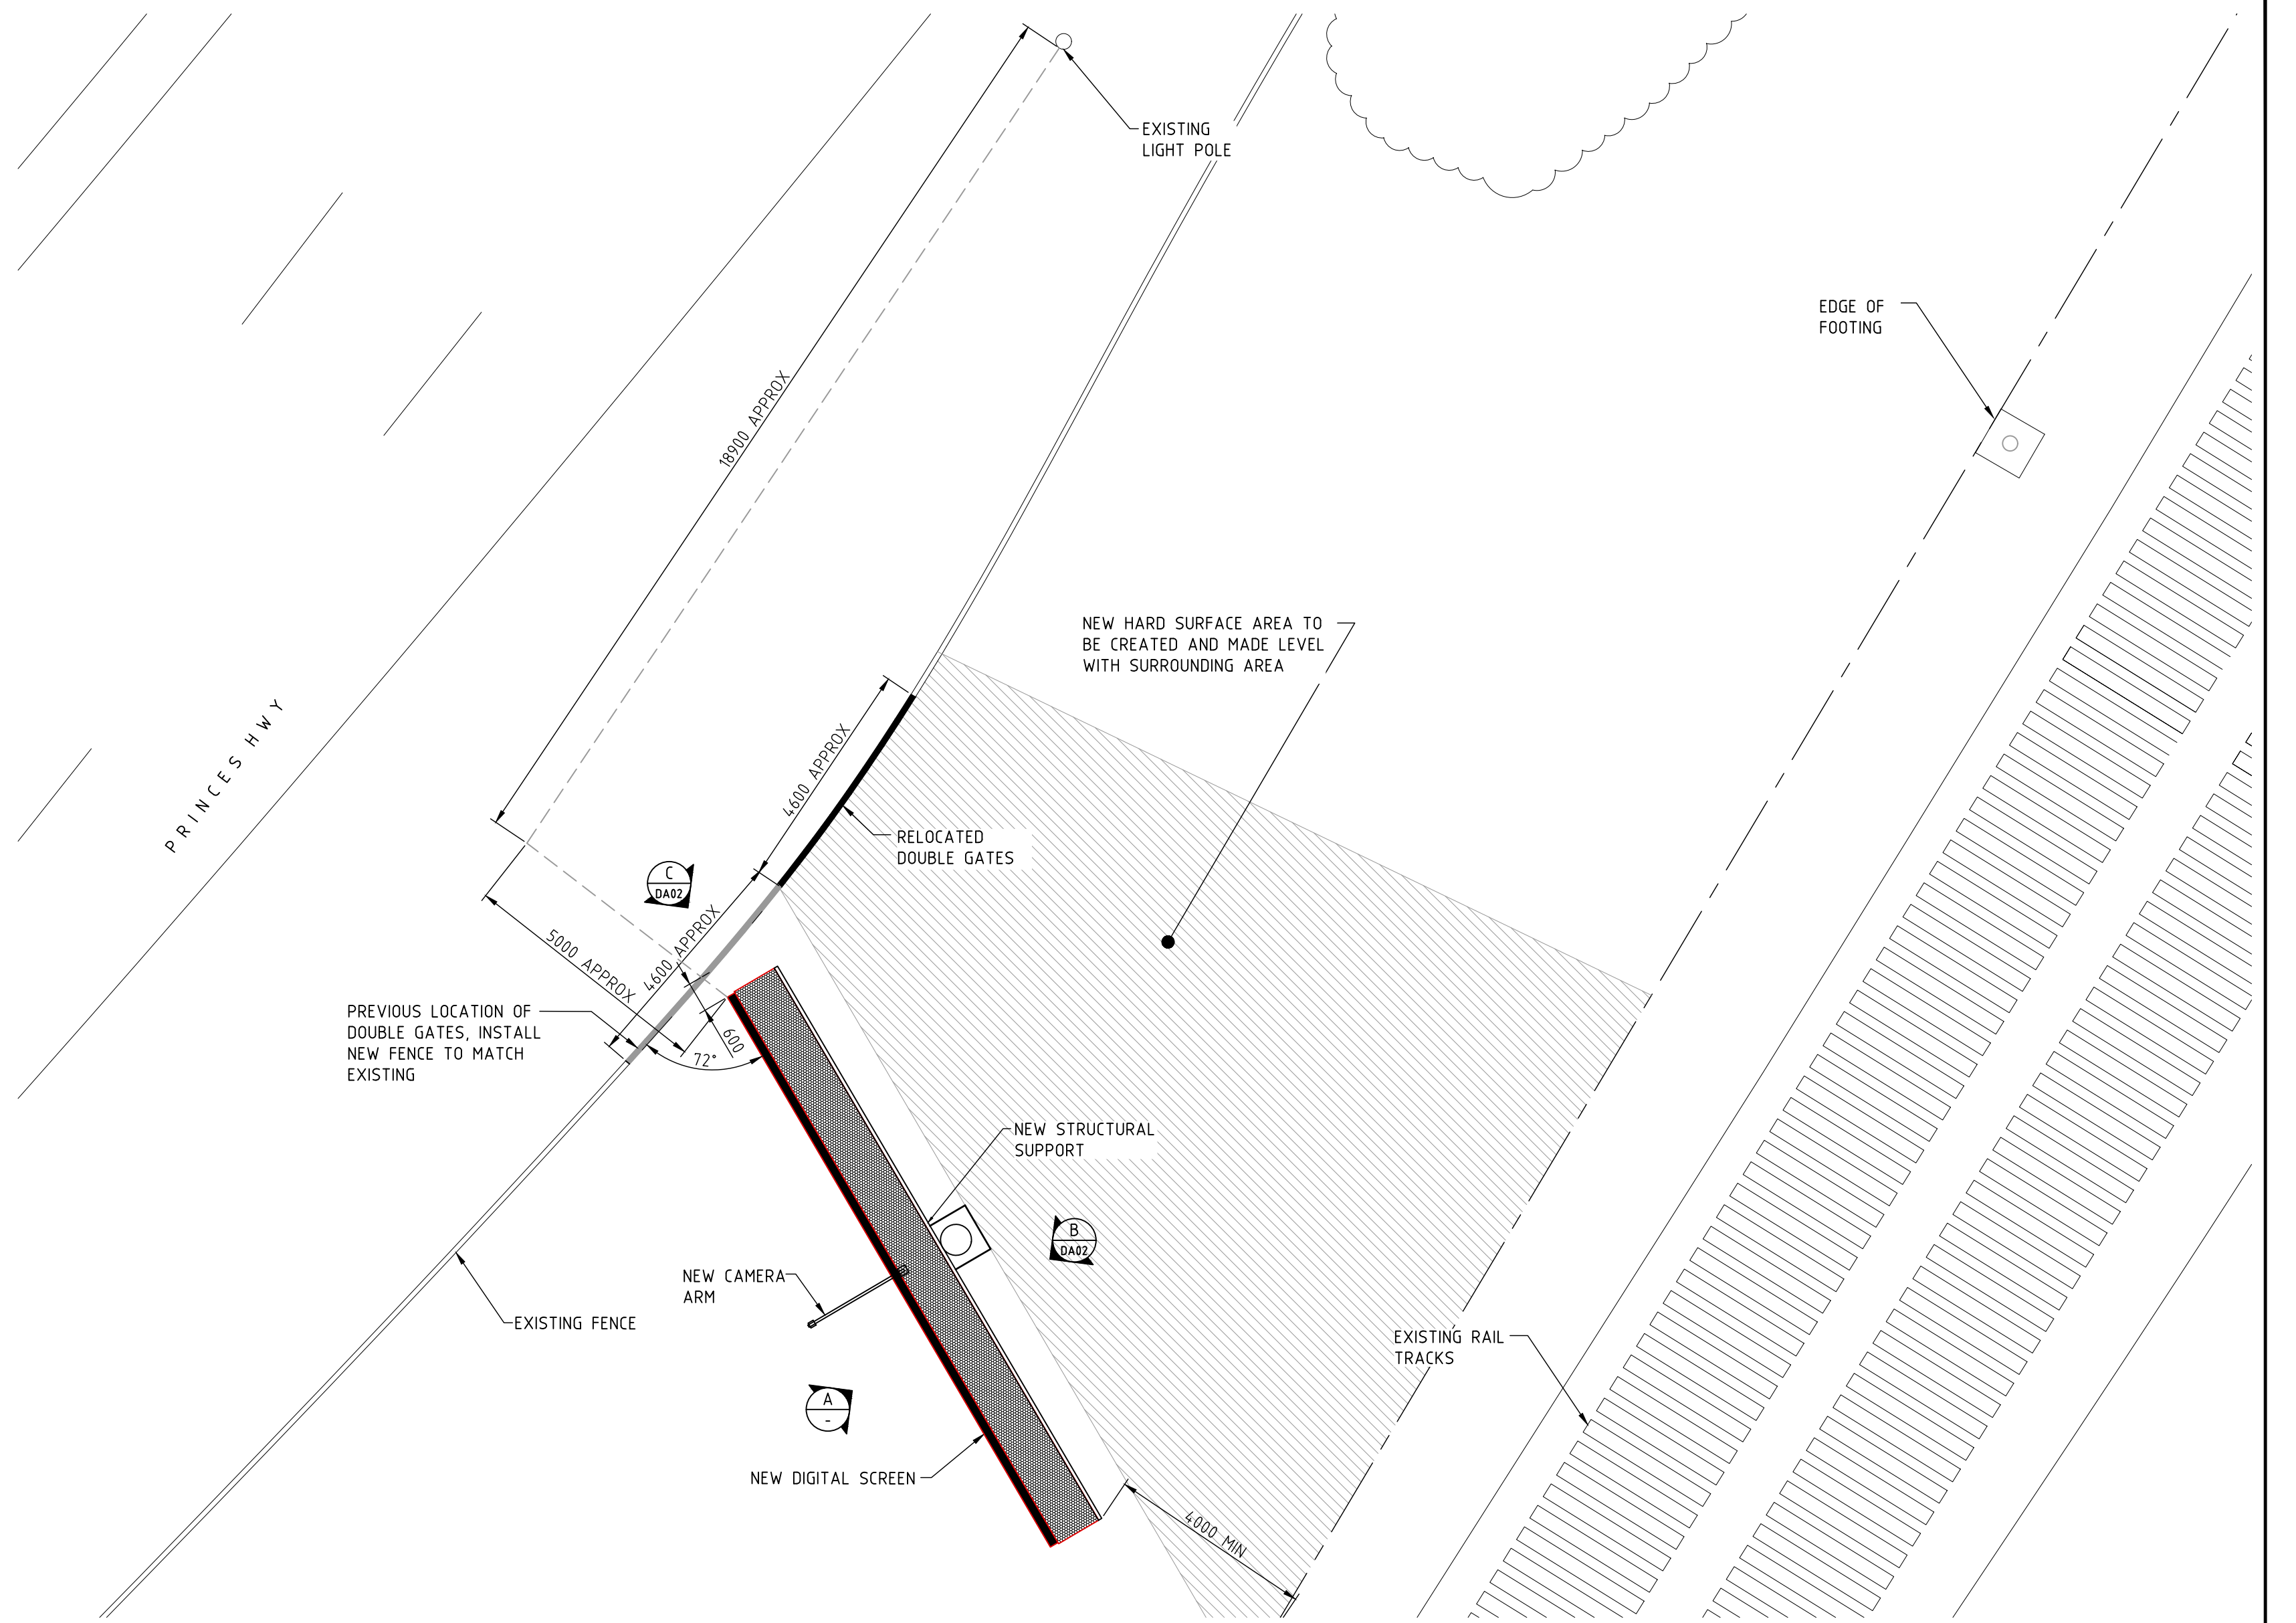 EXISTING
LIGHT POLE
EDGE OF
FOOTING
18900 APPROX
NEW HARD SURFACE AREA TO
BE CREATED AND MADE LEVEL
WITH SURROUNDING AREA
PRINCES HWY
4600 APPROX
RELOCATED
DOUBLE GATES
C
DA02
4600 APPROX
5000 APPROX
PREVIOUS LOCATION OF
DOUBLE GATES, INSTALL
NEW FENCE TO MATCH
EXISTING
600
72°
NEW STRUCTURAL
SUPPORT
B
DA02
NEW CAMERA
ARM
EXISTING FENCE
EXISTING RAIL
TRACKS
A
-
NEW DIGITAL SCREEN
4000 MIN